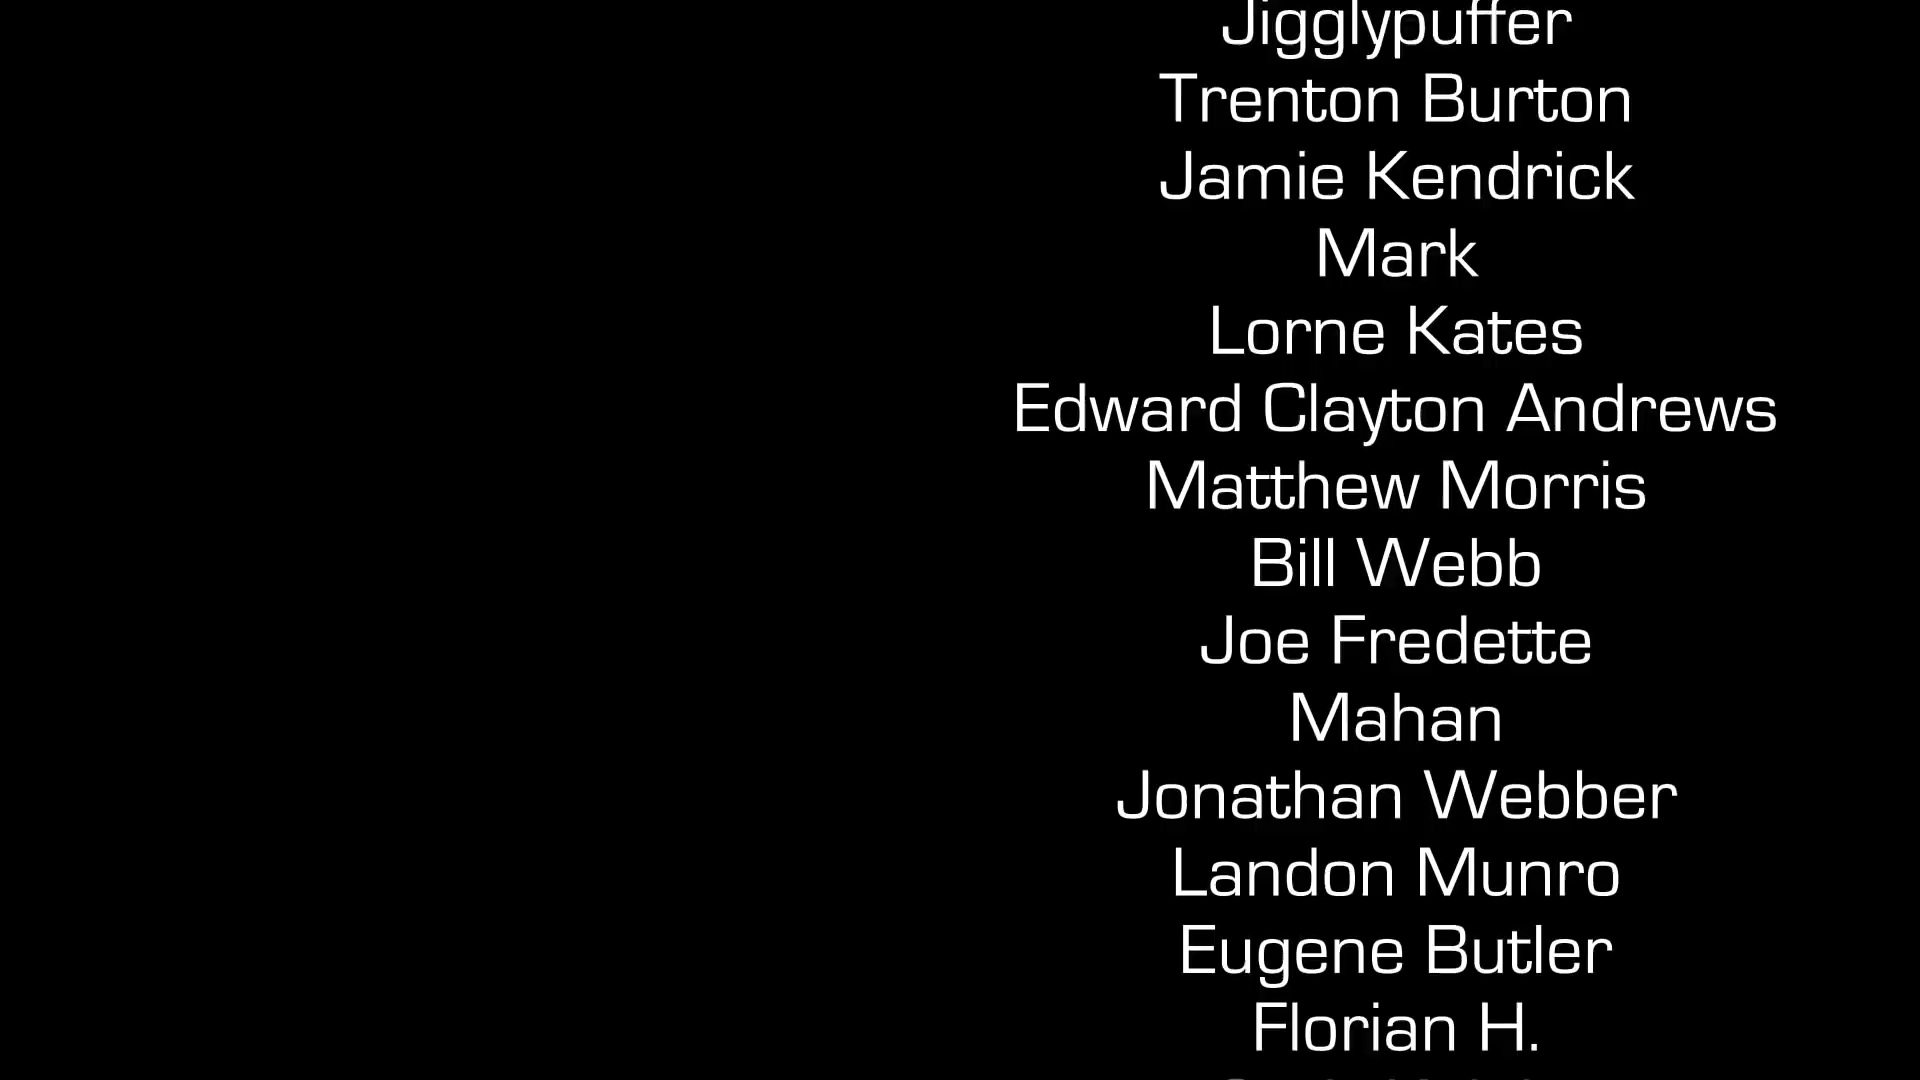 Jigglypuffer
Trenton Burton
Jamie Kendrick
Mark
Lorne Kates
Edward Clayton Andrews
Matthew Morris
Bill Webb
Joe Fredette
Mahan
Jonathan Webber
Landon Munro
Eugene Butler
Florian H.